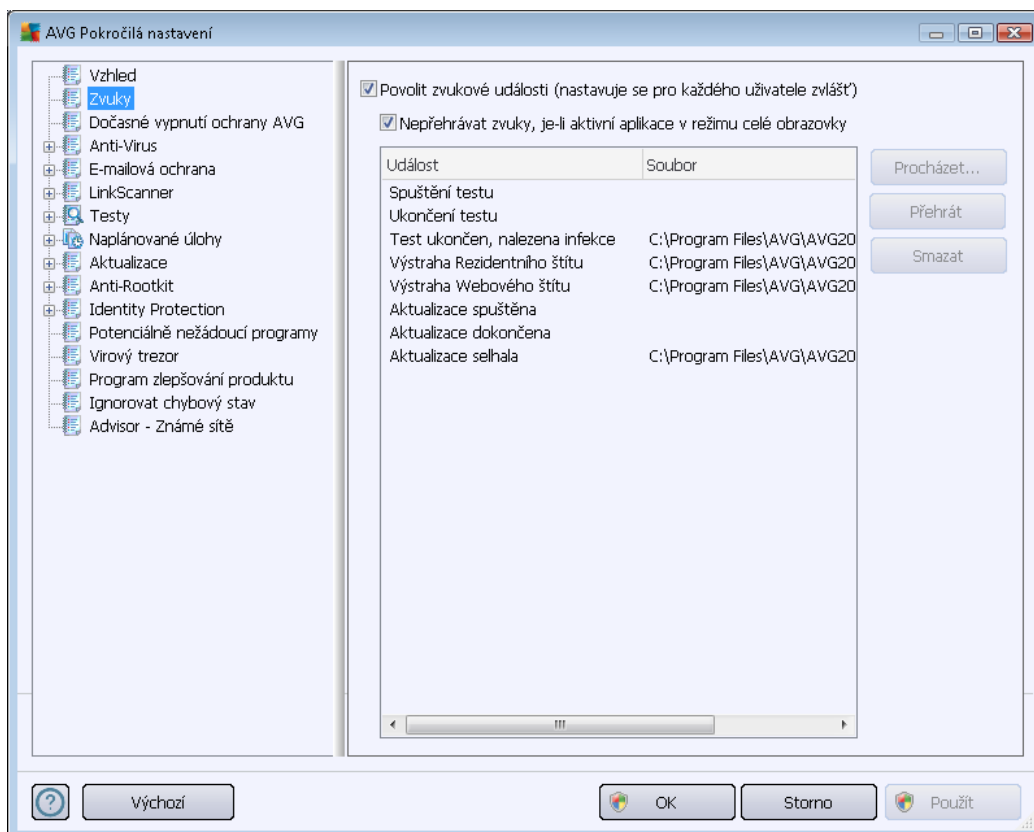 AVG Pokročilá nastavení
Vzhled
Zvuky
Dočasné vypnutí ochrany AVG
Anti-Virus
E-mailová ochrana
LinkScanner
Testy
Naplánované úlohy
Aktualizace
Anti-Rootkit
Identity Protection
Potenciálně nežádoucí programy
Virový trezor
Program zlepšování produktu
Ignorovat chybový stav
Advisor - Známé sítě
Povolit zvukové události (nastavuje se pro každého uživatele zvlášť)
Nepřehrávat zvuky, je-li aktivní aplikace v režimu celé obrazovky
Událost Soubor
Spuštění testu
Ukončení testu
Test ukončen, nalezena infekce C:\Program Files\AVG\AVG20
Výstraha Rezidentního štítu C:\Program Files\AVG\AVG20
Výstraha Webového štítu C:\Program Files\AVG\AVG20
Aktualizace spuštěna
Aktualizace dokončena
Aktualizace selhala C:\Program Files\AVG\AVG20
Procházet...
Přehrát
Smazat
Výchozí
OK
Storno
Použít